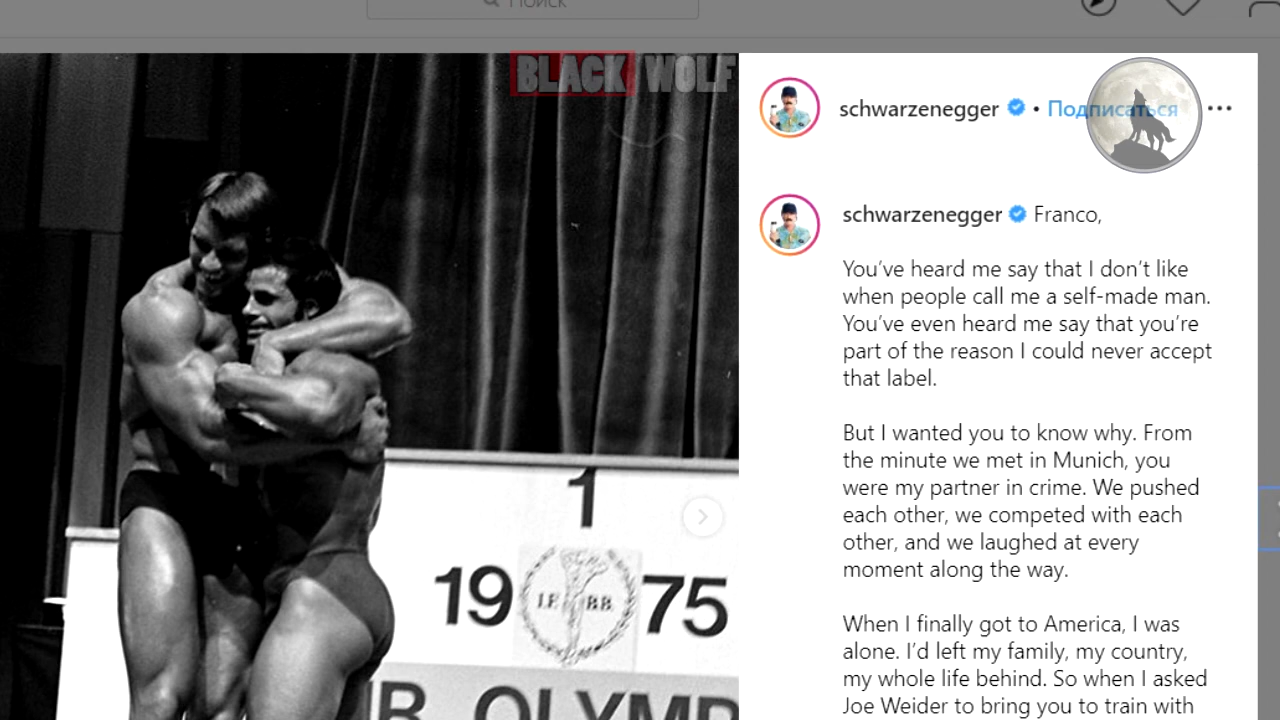 Поиск
BLACK WOLF
schwarzenegger • Подписаться ...
schwarzenegger Franco,
You've heard me say that I don't like
when people call me a self-made man.
You've even heard me say that you're
part of the reason I could never accept
that label.
But I wanted you to know why. From
the minute we met in Munich, you
were my partner in crime. We pushed
each other, we competed with each
other, and we laughed at every
moment along the way.
When I finally got to America, I was
alone. I'd left my family, my country,
my whole life behind. So when I asked
Joe Weider to bring you to train with
1
19 I.F.B.B. 75
R. OLYMP